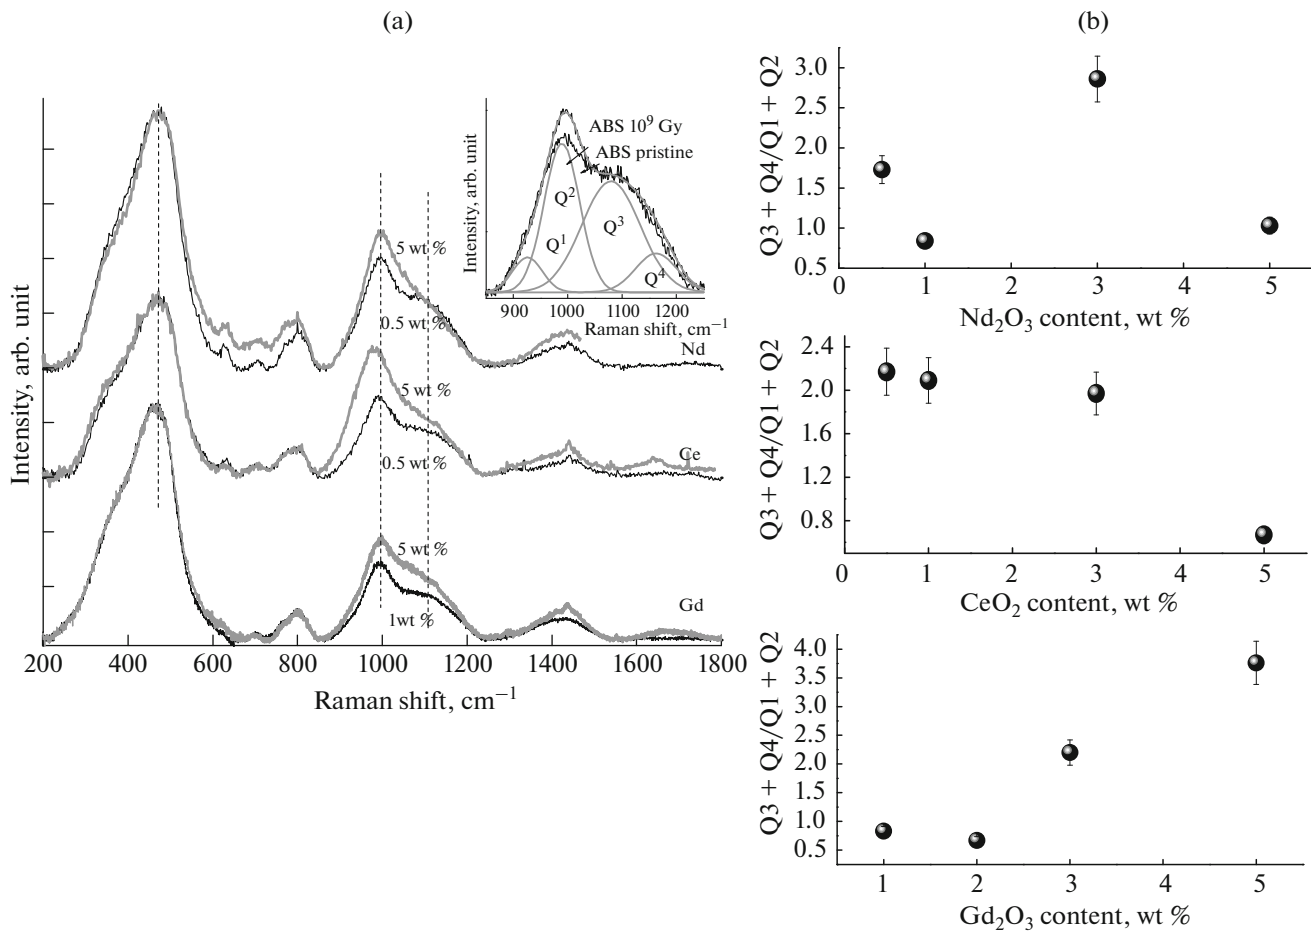 (a)
Intensity, arb. unit
5 wt %
0.5 wt %
Nd
5 wt %
0.5 wt %
Ce
5 wt %
1wt %
Gd
200 400 600 800 1000 1200 1400 1600 1800
Raman shift, cm⁻¹
Intensity, arb. unit
ABS 10⁹ Gy
ABS pristine
Q²
Q¹
Q³
Q⁴
900 1000 1100 1200
Raman shift, cm⁻¹
(b)
Q3 + Q4/Q1 + Q2
3.0
2.5
2.0
1.5
1.0
0.5
0 1 2 3 4 5
Nd₂O₃ content, wt %
Q3 + Q4/Q1 + Q2
2.4
2.0
1.6
1.2
0.8
0 1 2 3 4 5
CeO₂ content, wt %
Q3 + Q4/Q1 + Q2
4.0
3.5
3.0
2.5
2.0
1.5
1.0
0.5
1 2 3 4 5
Gd₂O₃ content, wt %